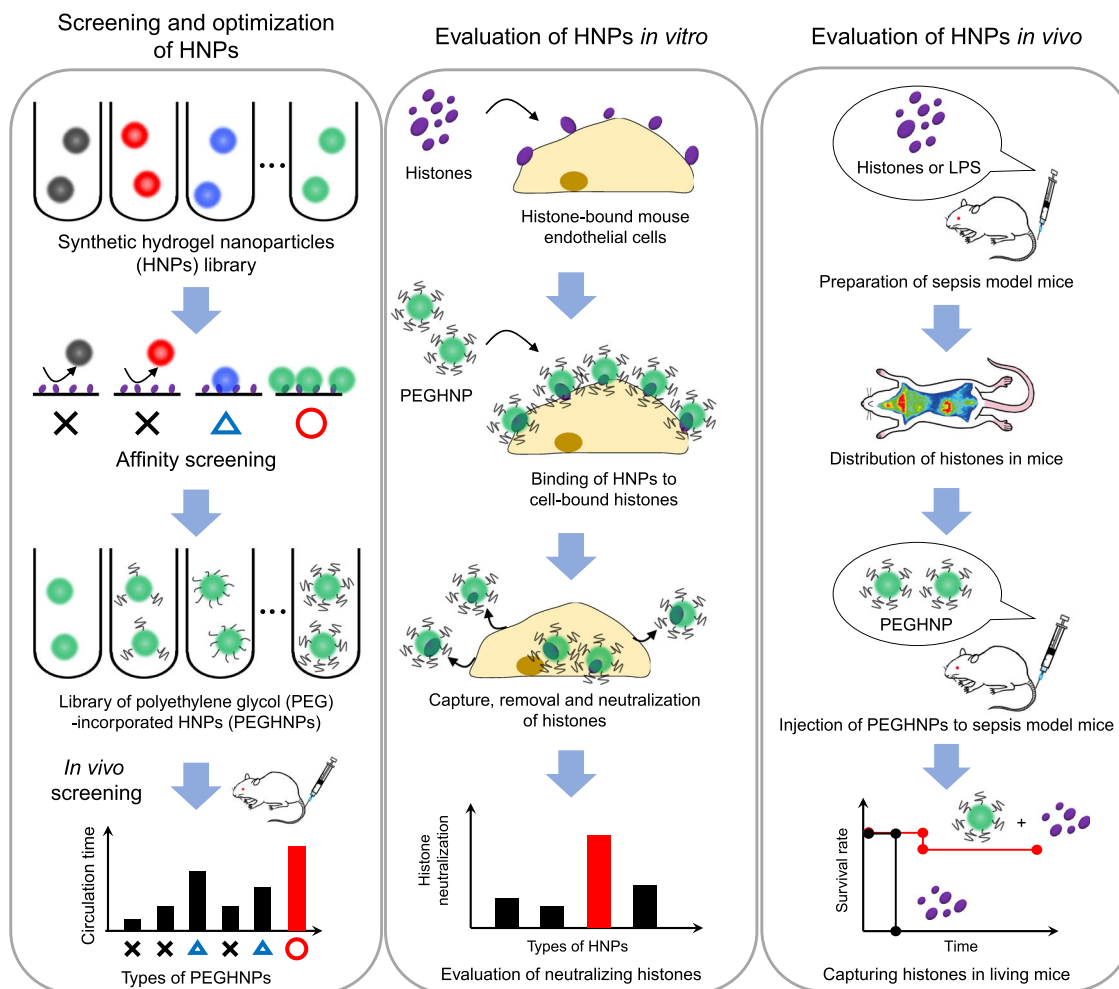 Screening and optimization
of HNPs
Synthetic hydrogel nanoparticles
(HNPs) library
Affinity screening
Library of polyethylene glycol (PEG)
-incorporated HNPs (PEGHNPs)
In vivo
screening
Circulation time
Types of PEGHNPs
Evaluation of HNPs in vitro
Histones
Histone-bound mouse
endothelial cells
PEGHNP
Binding of HNPs to
cell-bound histones
Capture, removal and neutralization
of histones
Histone
neutralization
Types of HNPs
Evaluation of neutralizing histones
Evaluation of HNPs in vivo
Histones or LPS
Preparation of sepsis model mice
Distribution of histones in mice
PEGHNP
Injection of PEGHNPs to sepsis model mice
+
Survival rate
Time
Capturing histones in living mice